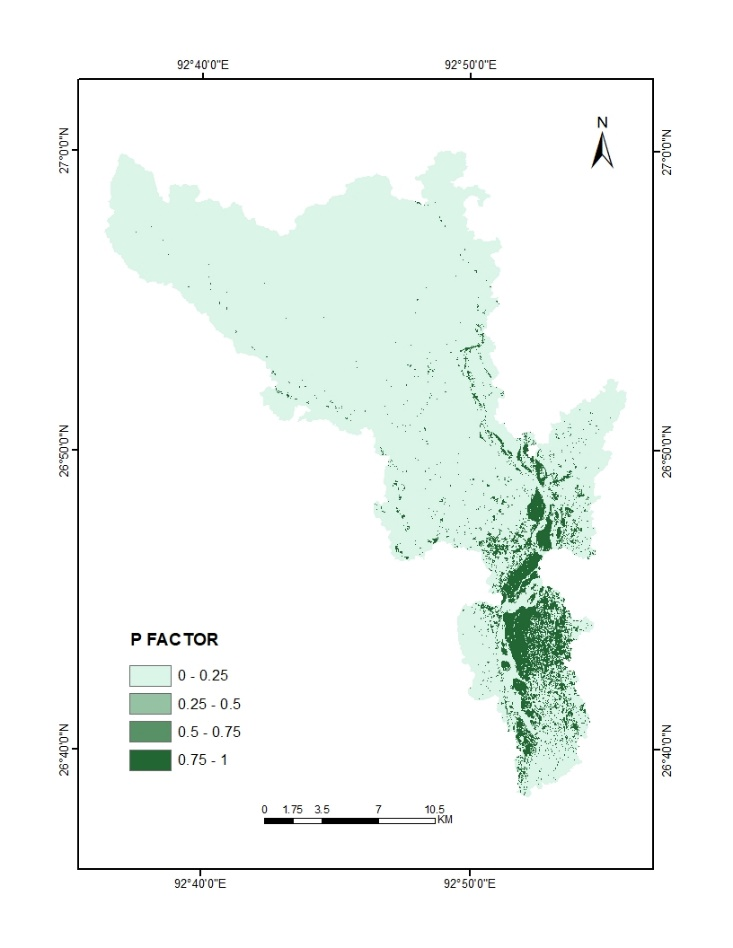 92°40'0"E 92°50'0"E
N
27°0'0"N 27°0'0"N
26°50'0"N 26°50'0"N
P FACTOR
0 - 0.25
0.25 - 0.5
0.5 - 0.75
0.75 - 1
26°40'0"N 26°40'0"N
0 1.75 3.5 7 10.5
KM
92°40'0"E 92°50'0"E